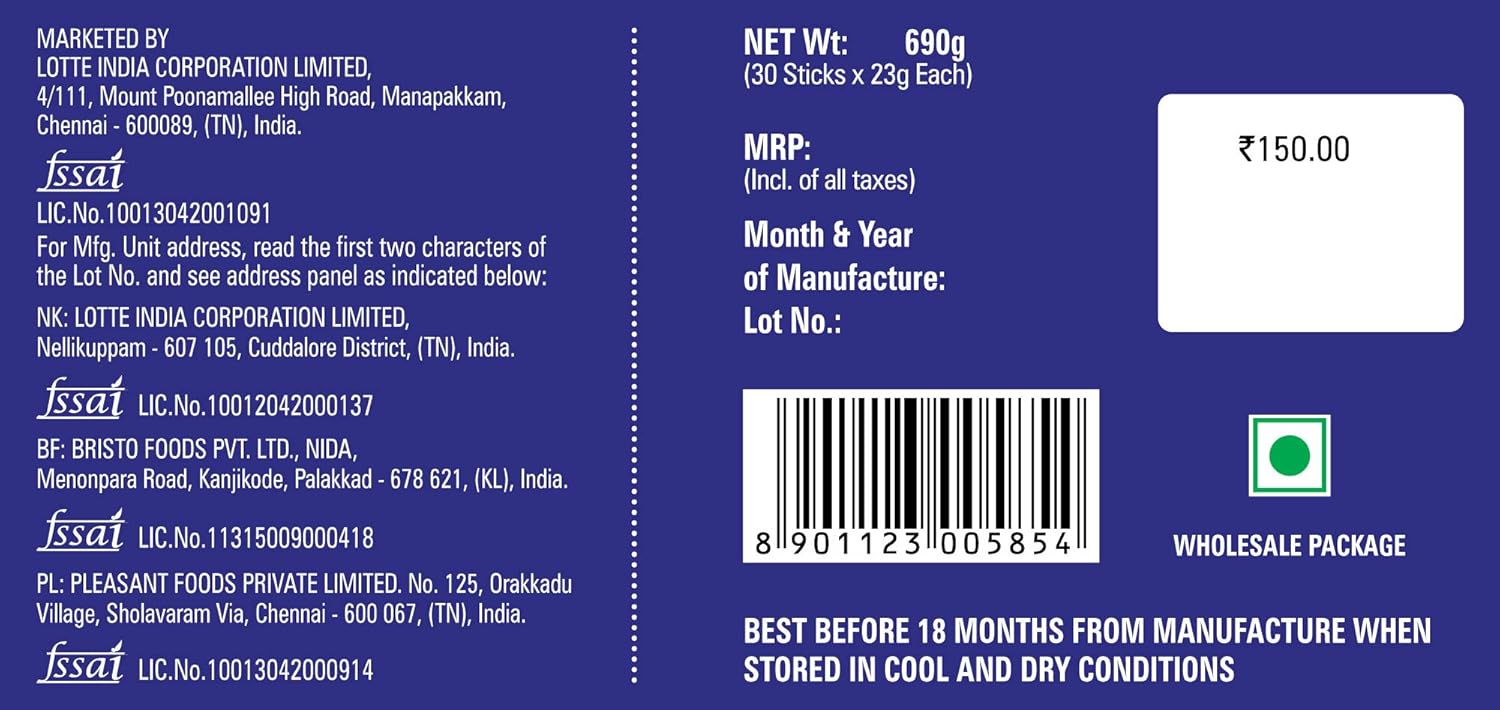 MARKETED BY
LOTTE INDIA CORPORATION LIMITED,
4/111, Mount Poonamallee High Road, Manapakkam,
Chennai - 600089, (TN), India.
fssai
LIC.No.10013042001091
For Mfg. Unit address, read the first two characters of
the Lot No. and see address panel as indicated below:
NK: LOTTE INDIA CORPORATION LIMITED,
Nellikuppam - 607 105, Cuddalore District, (TN), India.
fssai LIC.No.10012042000137
BF: BRISTO FOODS PVT. LTD., NIDA,
Menonpara Road, Kanjikode, Palakkad - 678 621, (KL), India.
fssai LIC.No.11315009000418
PL: PLEASANT FOODS PRIVATE LIMITED. No. 125, Orakkadu
Village, Sholavaram Via, Chennai - 600 067, (TN), India.
fssai LIC.No.10013042000914
NET Wt: 690g
(30 Sticks x 23g Each)
MRP:
(Incl. of all taxes)
₹150.00
Month & Year
of Manufacture:
Lot No.:
8 901123 005854
WHOLESALE PACKAGE
BEST BEFORE 18 MONTHS FROM MANUFACTURE WHEN
STORED IN COOL AND DRY CONDITIONS